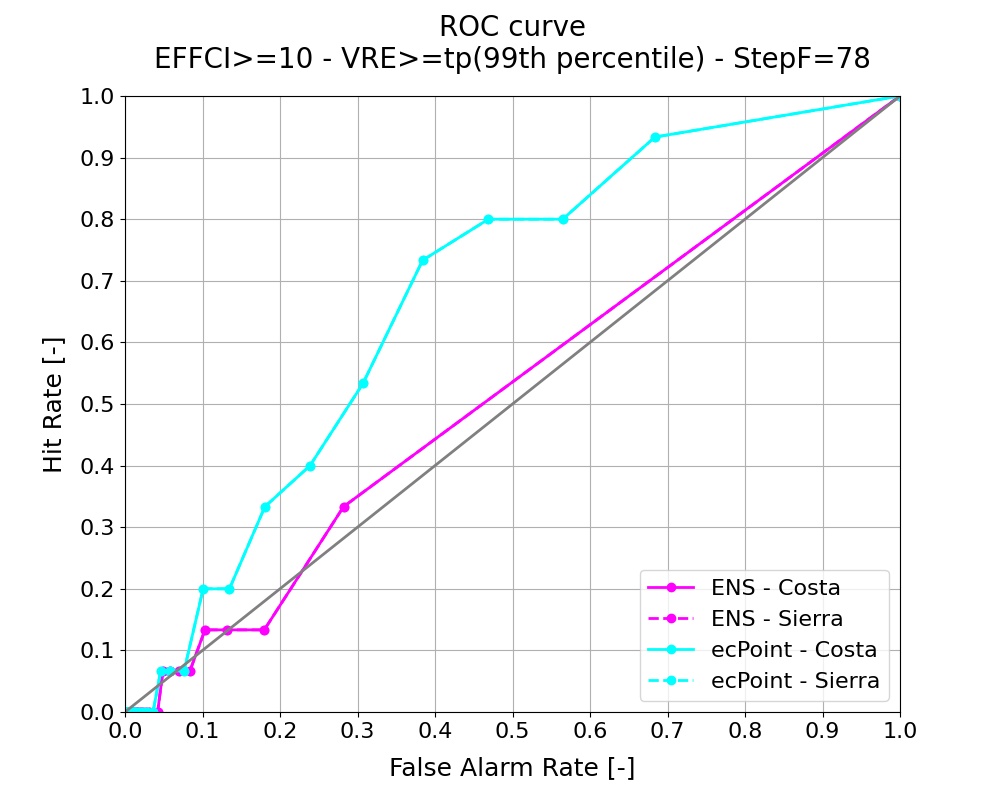 ROC curve
EFFCI>=10 - VRE>=tp(99th percentile) - StepF=78
1.0
0.9
0.8
0.7
0.6
0.5
0.4
0.3
0.2
0.1
0.0
Hit Rate [-]
ENS - Costa
ENS - Sierra
ecPoint - Costa
ecPoint - Sierra
0.0 0.1 0.2 0.3 0.4 0.5 0.6 0.7 0.8 0.9 1.0
False Alarm Rate [-]